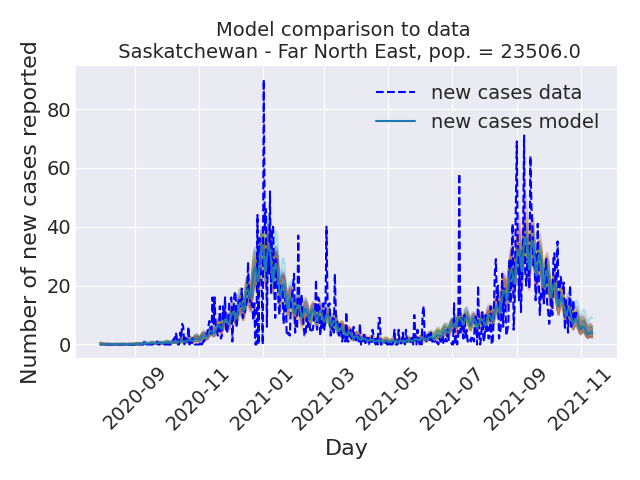 Model comparison to data
Saskatchewan - Far North East, pop. = 23506.0
Number of new cases reported
80
60
40
20
0
new cases data
new cases model
2020-09
2020-11
2021-01
2021-03
2021-05
2021-07
2021-09
2021-11
Day